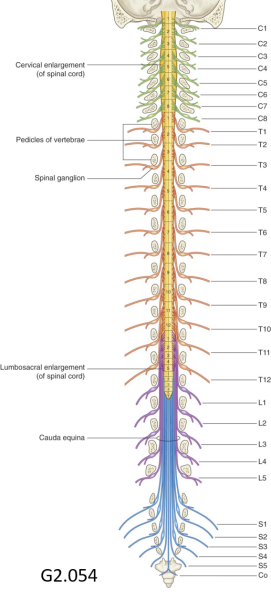 C1
C2
C3
Cervical enlargement
(of spinal cord)
C4
C5
C6
C7
C8
T1
Pedicles of vertebrae
T2
T3
Spinal ganglion
T4
T5
T6
T7
T8
T9
T10
T11
Lumbosacral enlargement
(of spinal cord)
T12
L1
L2
Cauda equina
L3
L4
L5
S1
S2
S3
S4
S5
Co
G2.054